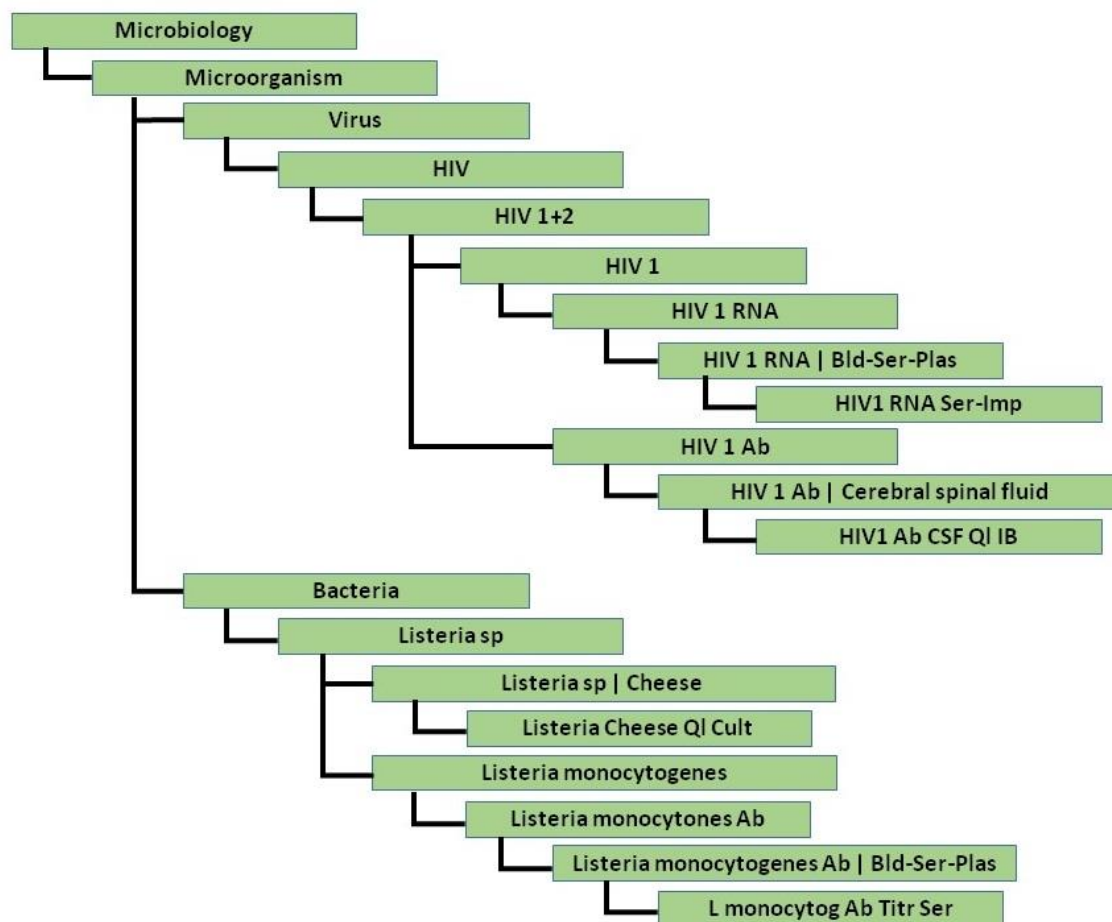 Microbiology
Microorganism
Virus
HIV
HIV 1+2
HIV 1
HIV 1 RNA
HIV 1 RNA | Bld-Ser-Plas
HIV1 RNA Ser-Imp
HIV 1 Ab
HIV 1 Ab | Cerebral spinal fluid
HIV1 Ab CSF Ql IB
Bacteria
Listeria sp
Listeria sp | Cheese
Listeria Cheese Ql Cult
Listeria monocytogenes
Listeria monocytones Ab
Listeria monocytogenes Ab | Bld-Ser-Plas
L monocytog Ab Titr Ser